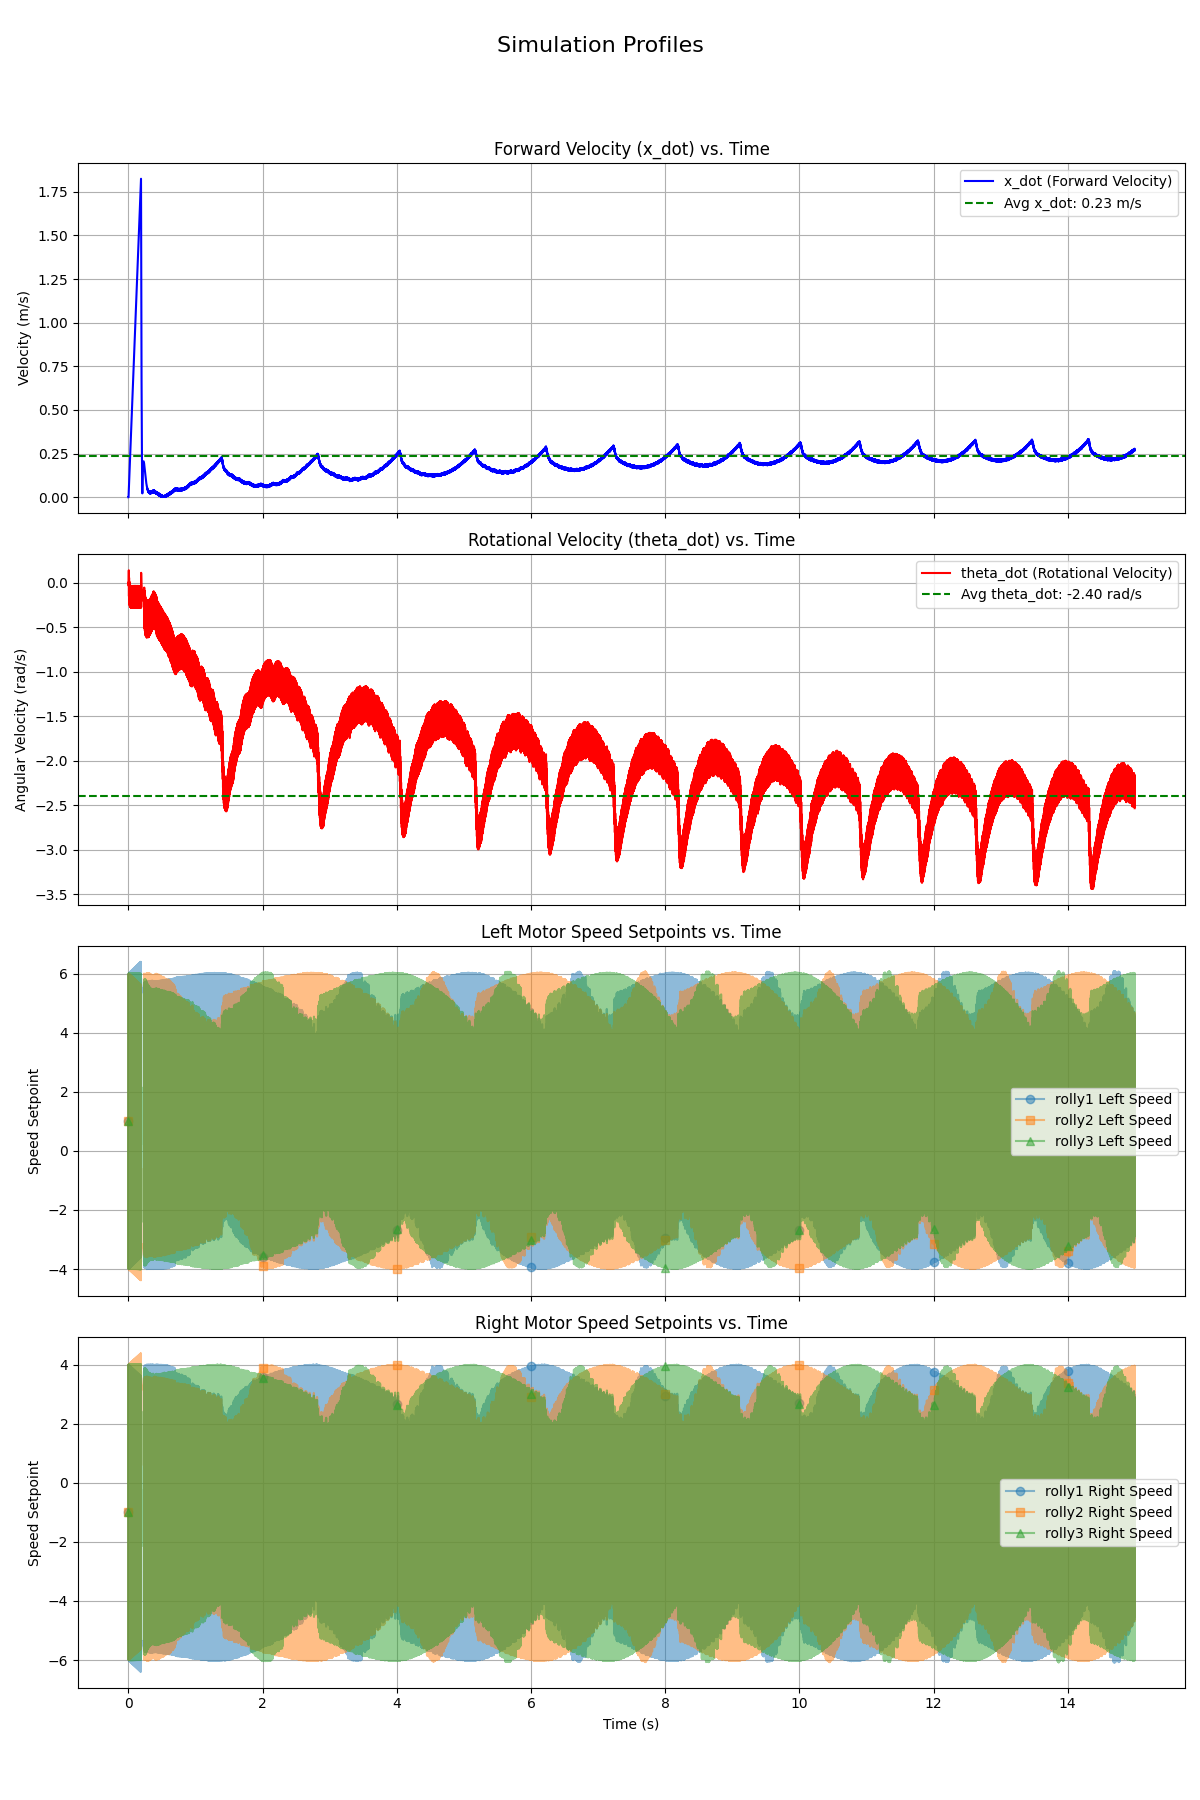 Simulation Profiles
Forward Velocity (x_dot) vs. Time
Velocity (m/s)
1.75
1.50
1.25
1.00
0.75
0.50
0.25
0.00
x_dot (Forward Velocity)
Avg x_dot: 0.23 m/s
Rotational Velocity (theta_dot) vs. Time
Angular Velocity (rad/s)
0.0
−0.5
−1.0
−1.5
−2.0
−2.5
−3.0
−3.5
theta_dot (Rotational Velocity)
Avg theta_dot: -2.40 rad/s
Left Motor Speed Setpoints vs. Time
Speed Setpoint
6
4
2
0
−2
−4
rolly1 Left Speed
rolly2 Left Speed
rolly3 Left Speed
Right Motor Speed Setpoints vs. Time
Speed Setpoint
4
2
0
−2
−4
−6
rolly1 Right Speed
rolly2 Right Speed
rolly3 Right Speed
0 2 4 6 8 10 12 14
Time (s)